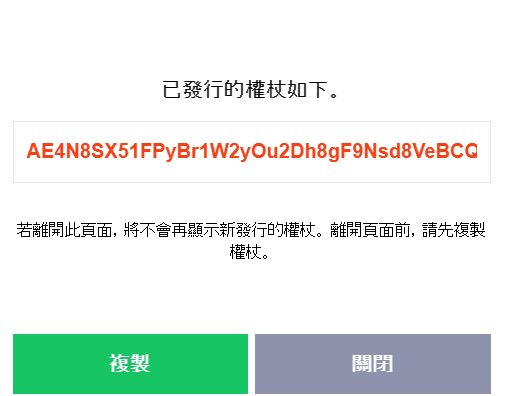 已發行的權杖如下。
AE4N8SX51FPyBr1W2yOu2Dh8gF9Nsd8VeBCQ
若離開此頁面, 將不會再顯示新發行的權杖。離開頁面前, 請先複製
權杖。
複製
關閉